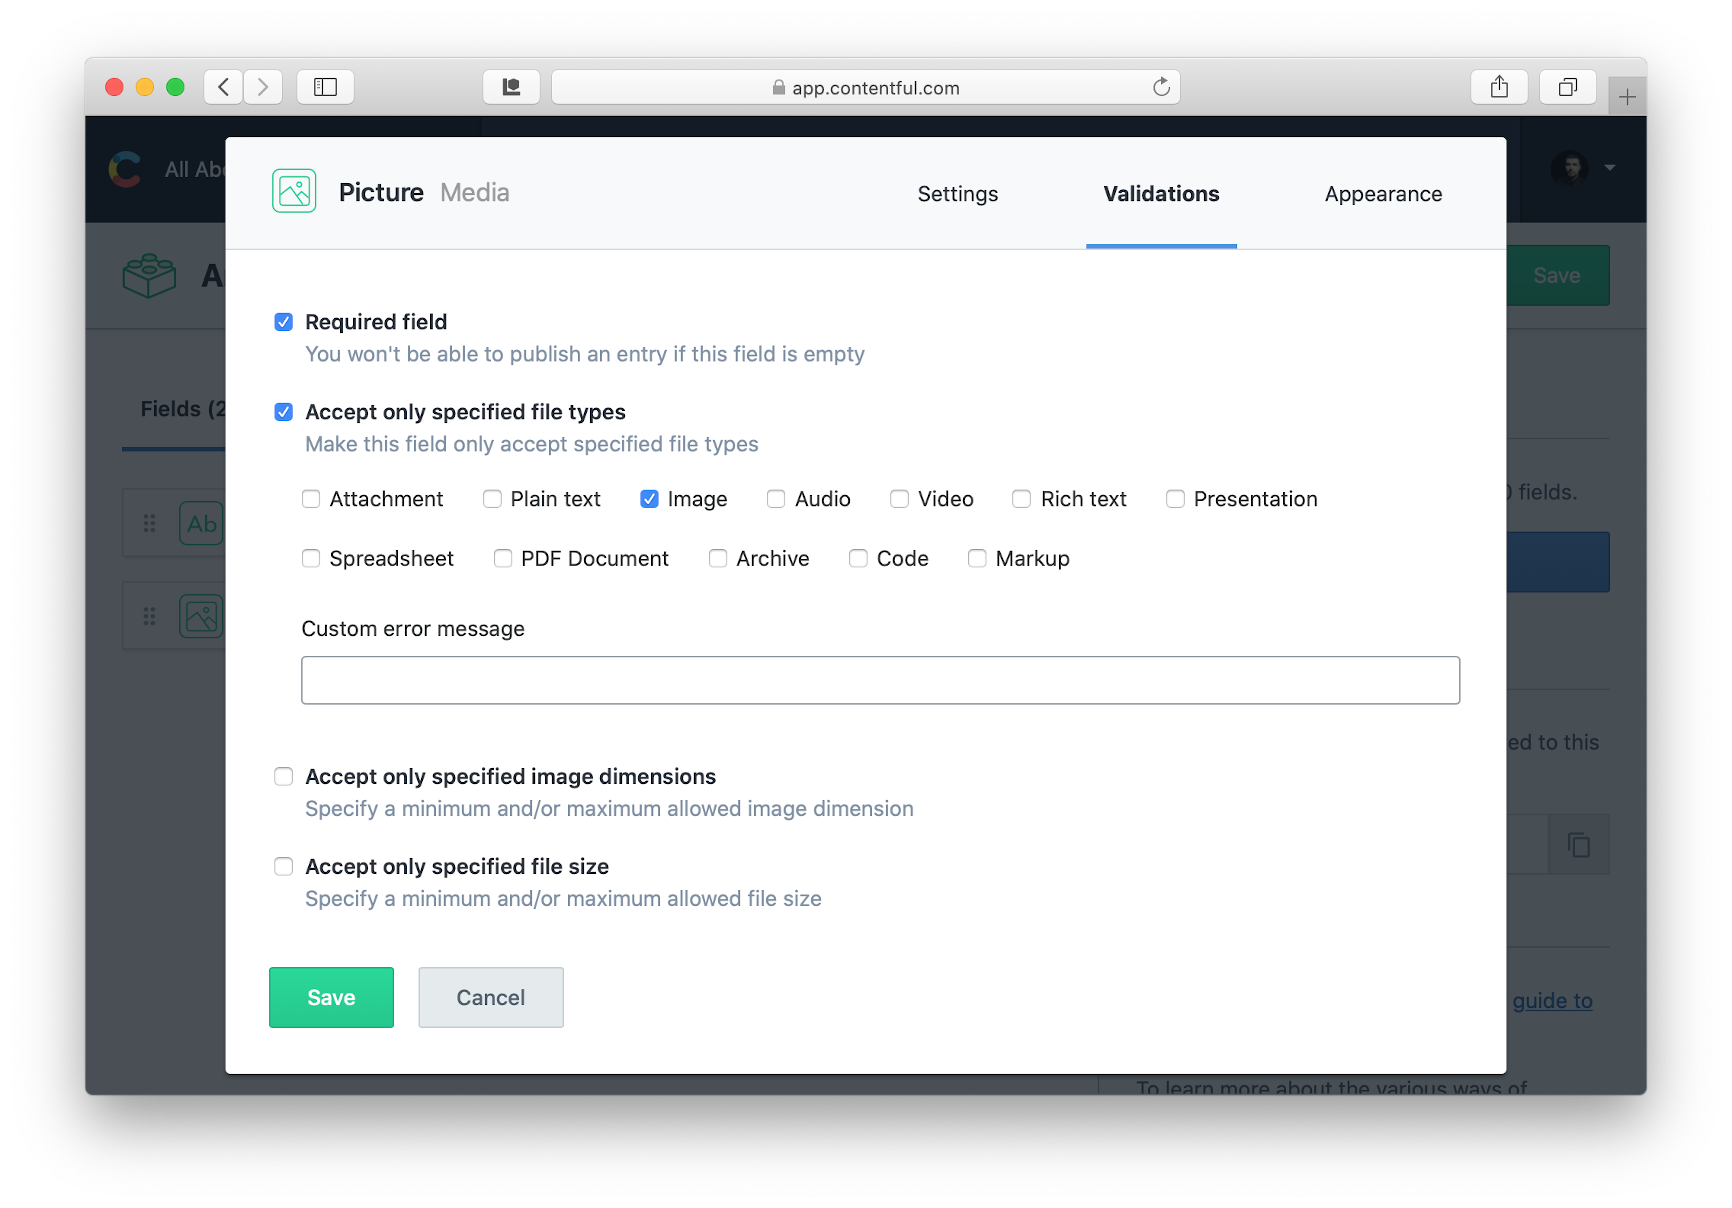 app.contentful.com
All Abo
Picture Media
Settings
Validations
Appearance
Save
Required field
You won't be able to publish an entry if this field is empty
Fields (2
Accept only specified file types
Make this field only accept specified file types
Attachment Plain text Image Audio Video Rich text Presentation
0 fields.
Ab
Spreadsheet PDF Document Archive Code Markup
Custom error message
ed to this
Accept only specified image dimensions
Specify a minimum and/or maximum allowed image dimension
Accept only specified file size
Specify a minimum and/or maximum allowed file size
Save Cancel
guide to
To learn more about the various ways of